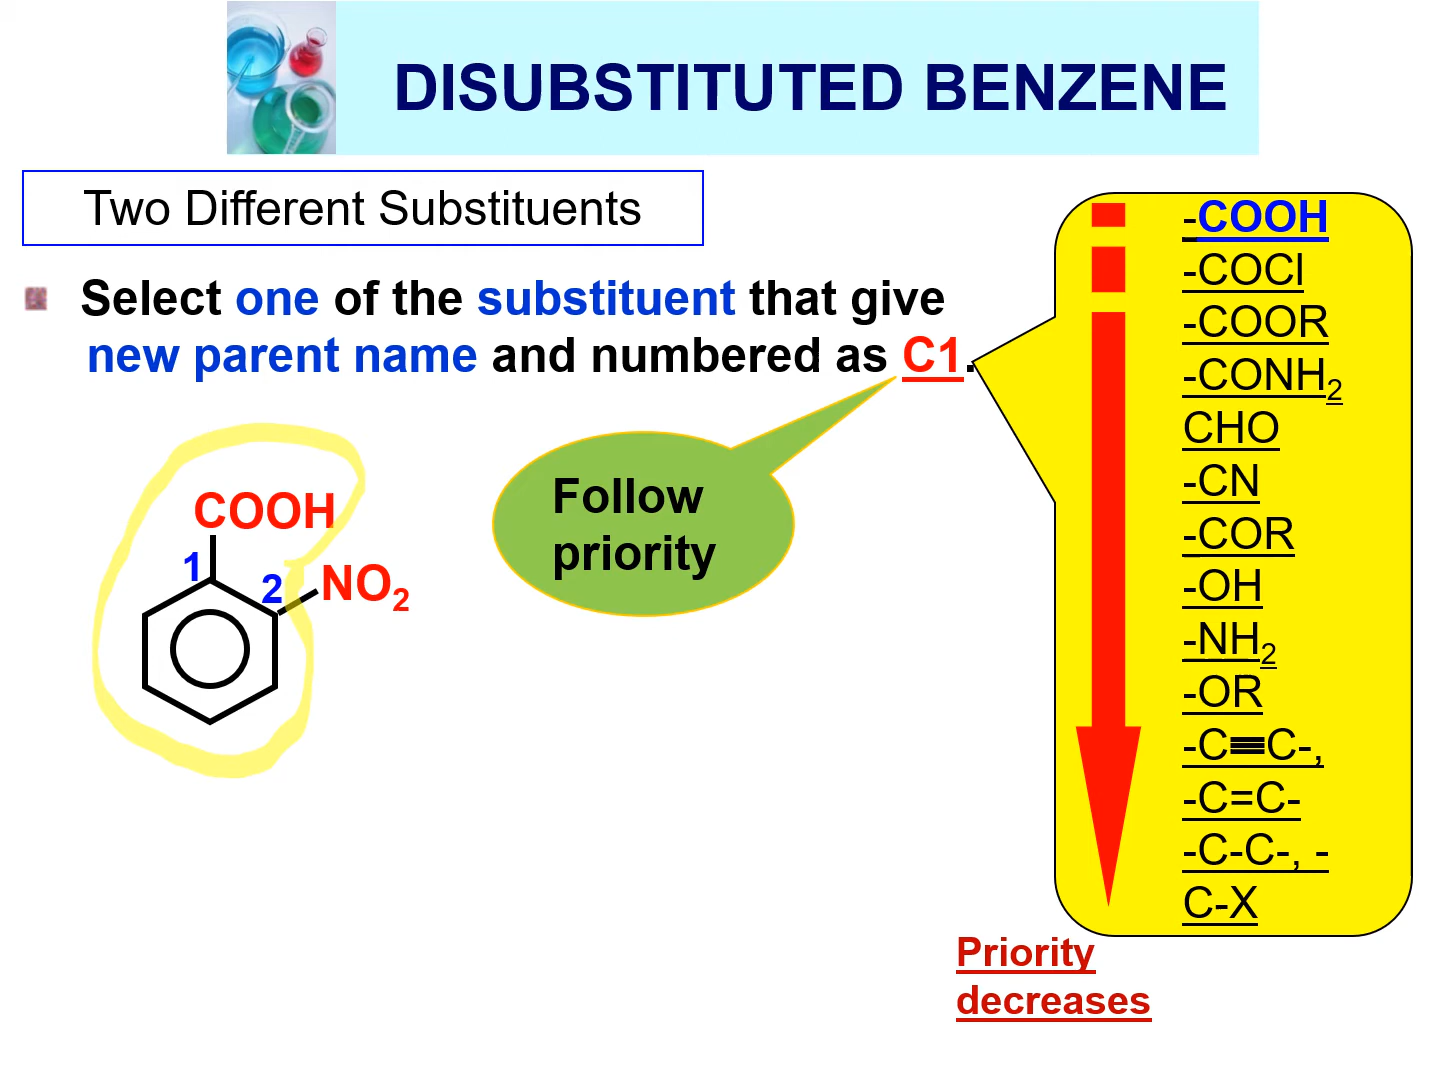 DISUBSTITUTED BENZENE
Two Different Substituents
Select one of the substituent that give
new parent name and numbered as C1.
COOH
1
2
NO₂
Follow
priority
-COOH
-COCl
-COOR
-CONH₂
CHO
-CN
-COR
-OH
-NH₂
-OR
-C≡C-,
-C=C-
-C-C-, -
C-X
Priority
decreases